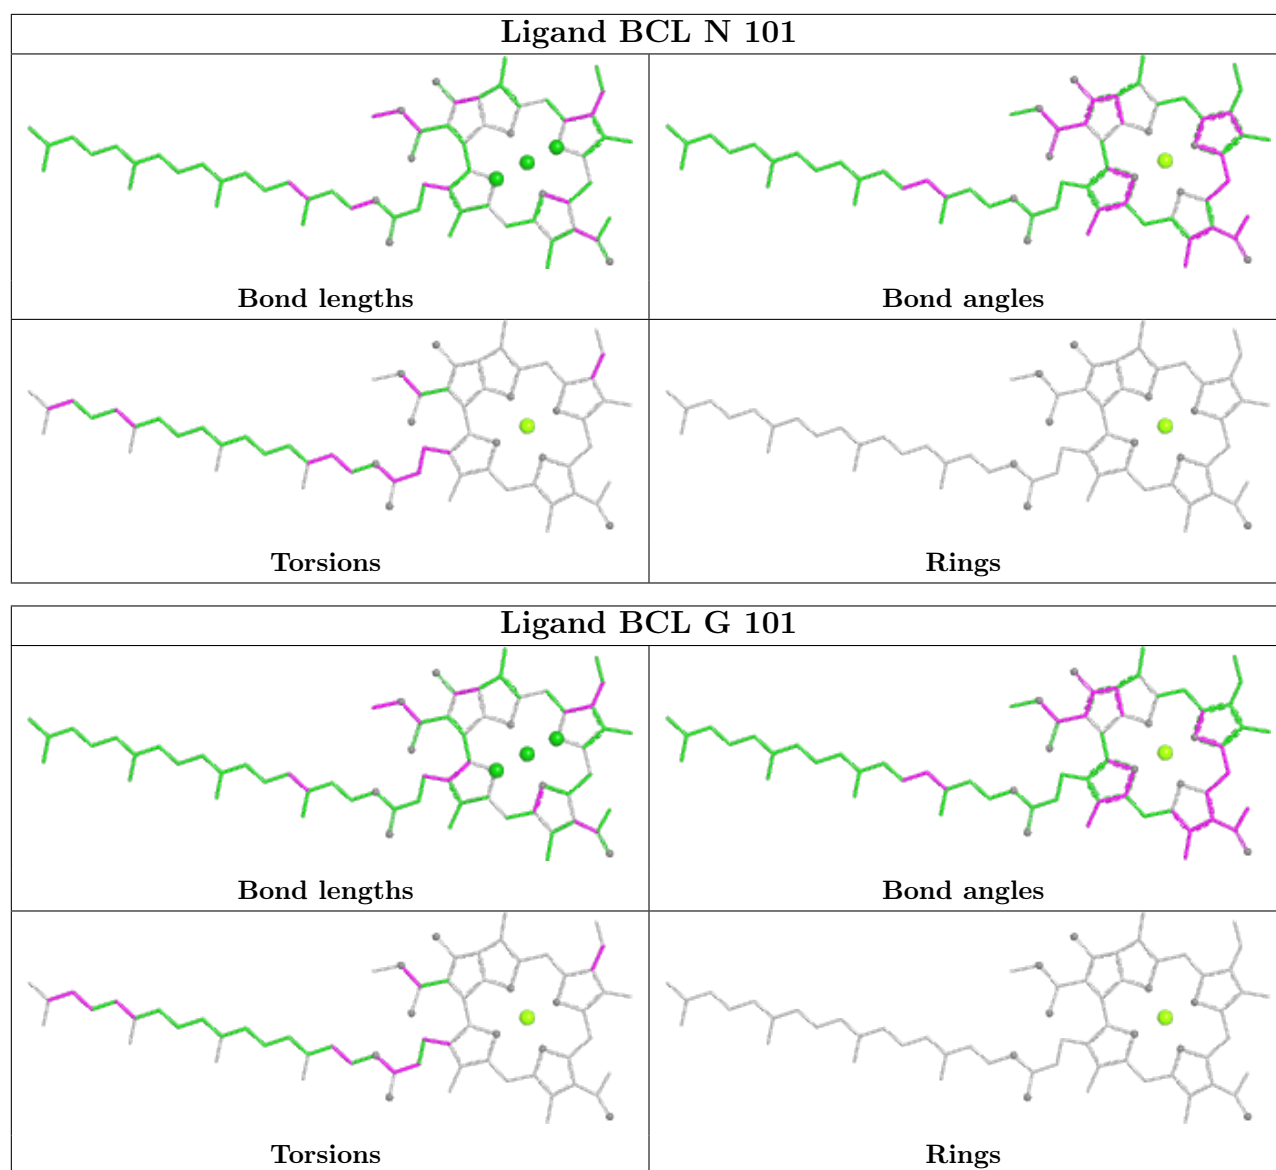 Ligand BCL N 101
Bond lengths
Bond angles
Torsions
Rings
Ligand BCL G 101
Bond lengths
Bond angles
Torsions
Rings